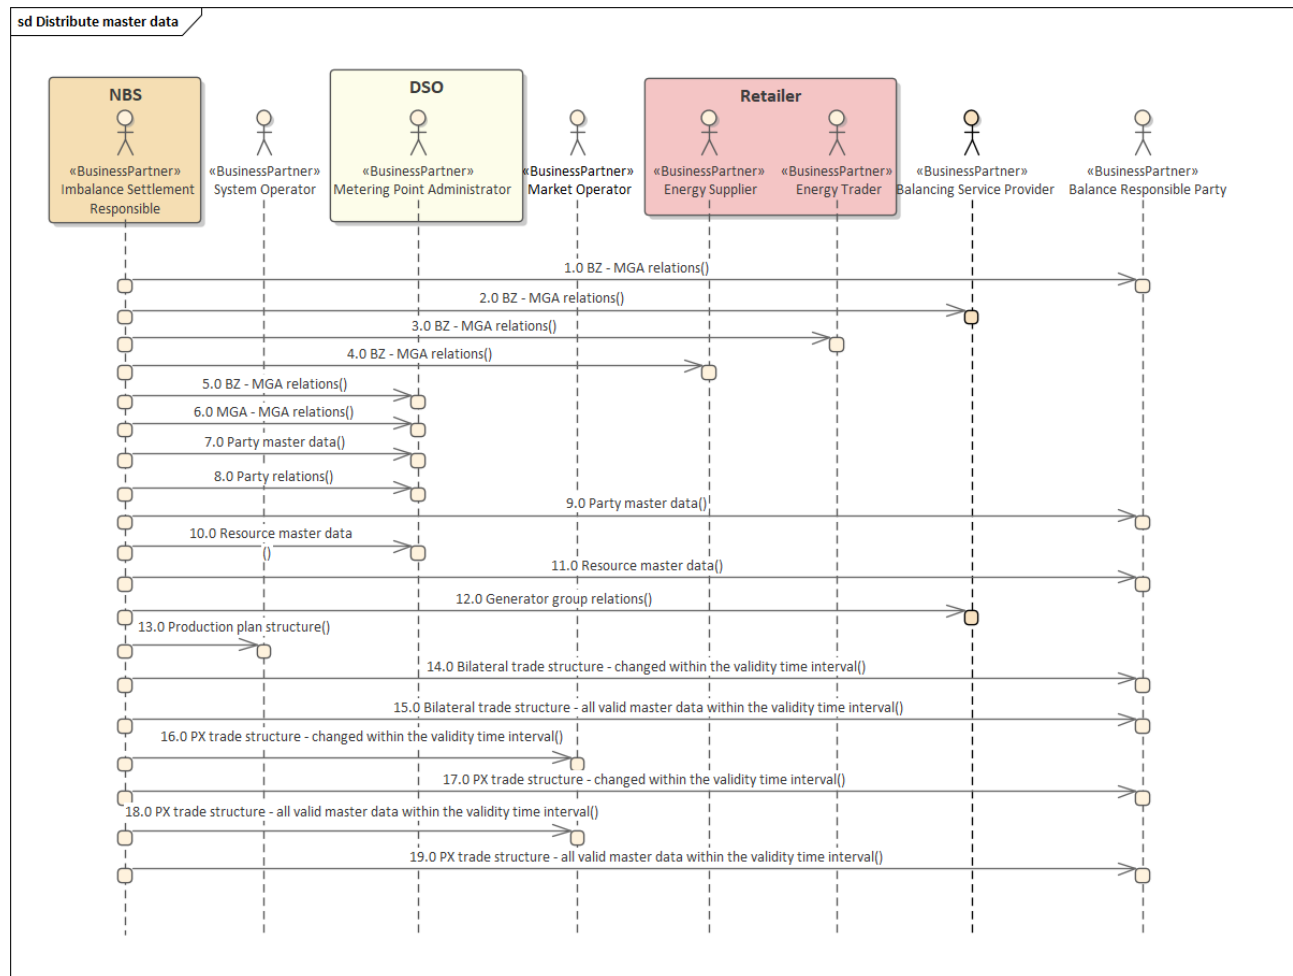 sd Distribute master data
NBS
DSO
Retailer
«BusinessPartner»
Imbalance Settlement
Responsible
«BusinessPartner»
System Operator
«BusinessPartner»
Metering Point Administrator
«BusinessPartner»
Market Operator
«BusinessPartner»
Energy Supplier
«BusinessPartner»
Energy Trader
«BusinessPartner»
Balancing Service Provider
«BusinessPartner»
Balance Responsible Party
1.0 BZ - MGA relations()
2.0 BZ - MGA relations()
3.0 BZ - MGA relations()
4.0 BZ - MGA relations()
5.0 BZ - MGA relations()
6.0 MGA - MGA relations()
7.0 Party master data()
8.0 Party relations()
9.0 Party master data()
10.0 Resource master data
()
11.0 Resource master data()
12.0 Generator group relations()
13.0 Production plan structure()
14.0 Bilateral trade structure - changed within the validity time interval()
15.0 Bilateral trade structure - all valid master data within the validity time interval()
16.0 PX trade structure - changed within the validity time interval()
17.0 PX trade structure - changed within the validity time interval()
18.0 PX trade structure - all valid master data within the validity time interval()
19.0 PX trade structure - all valid master data within the validity time interval()